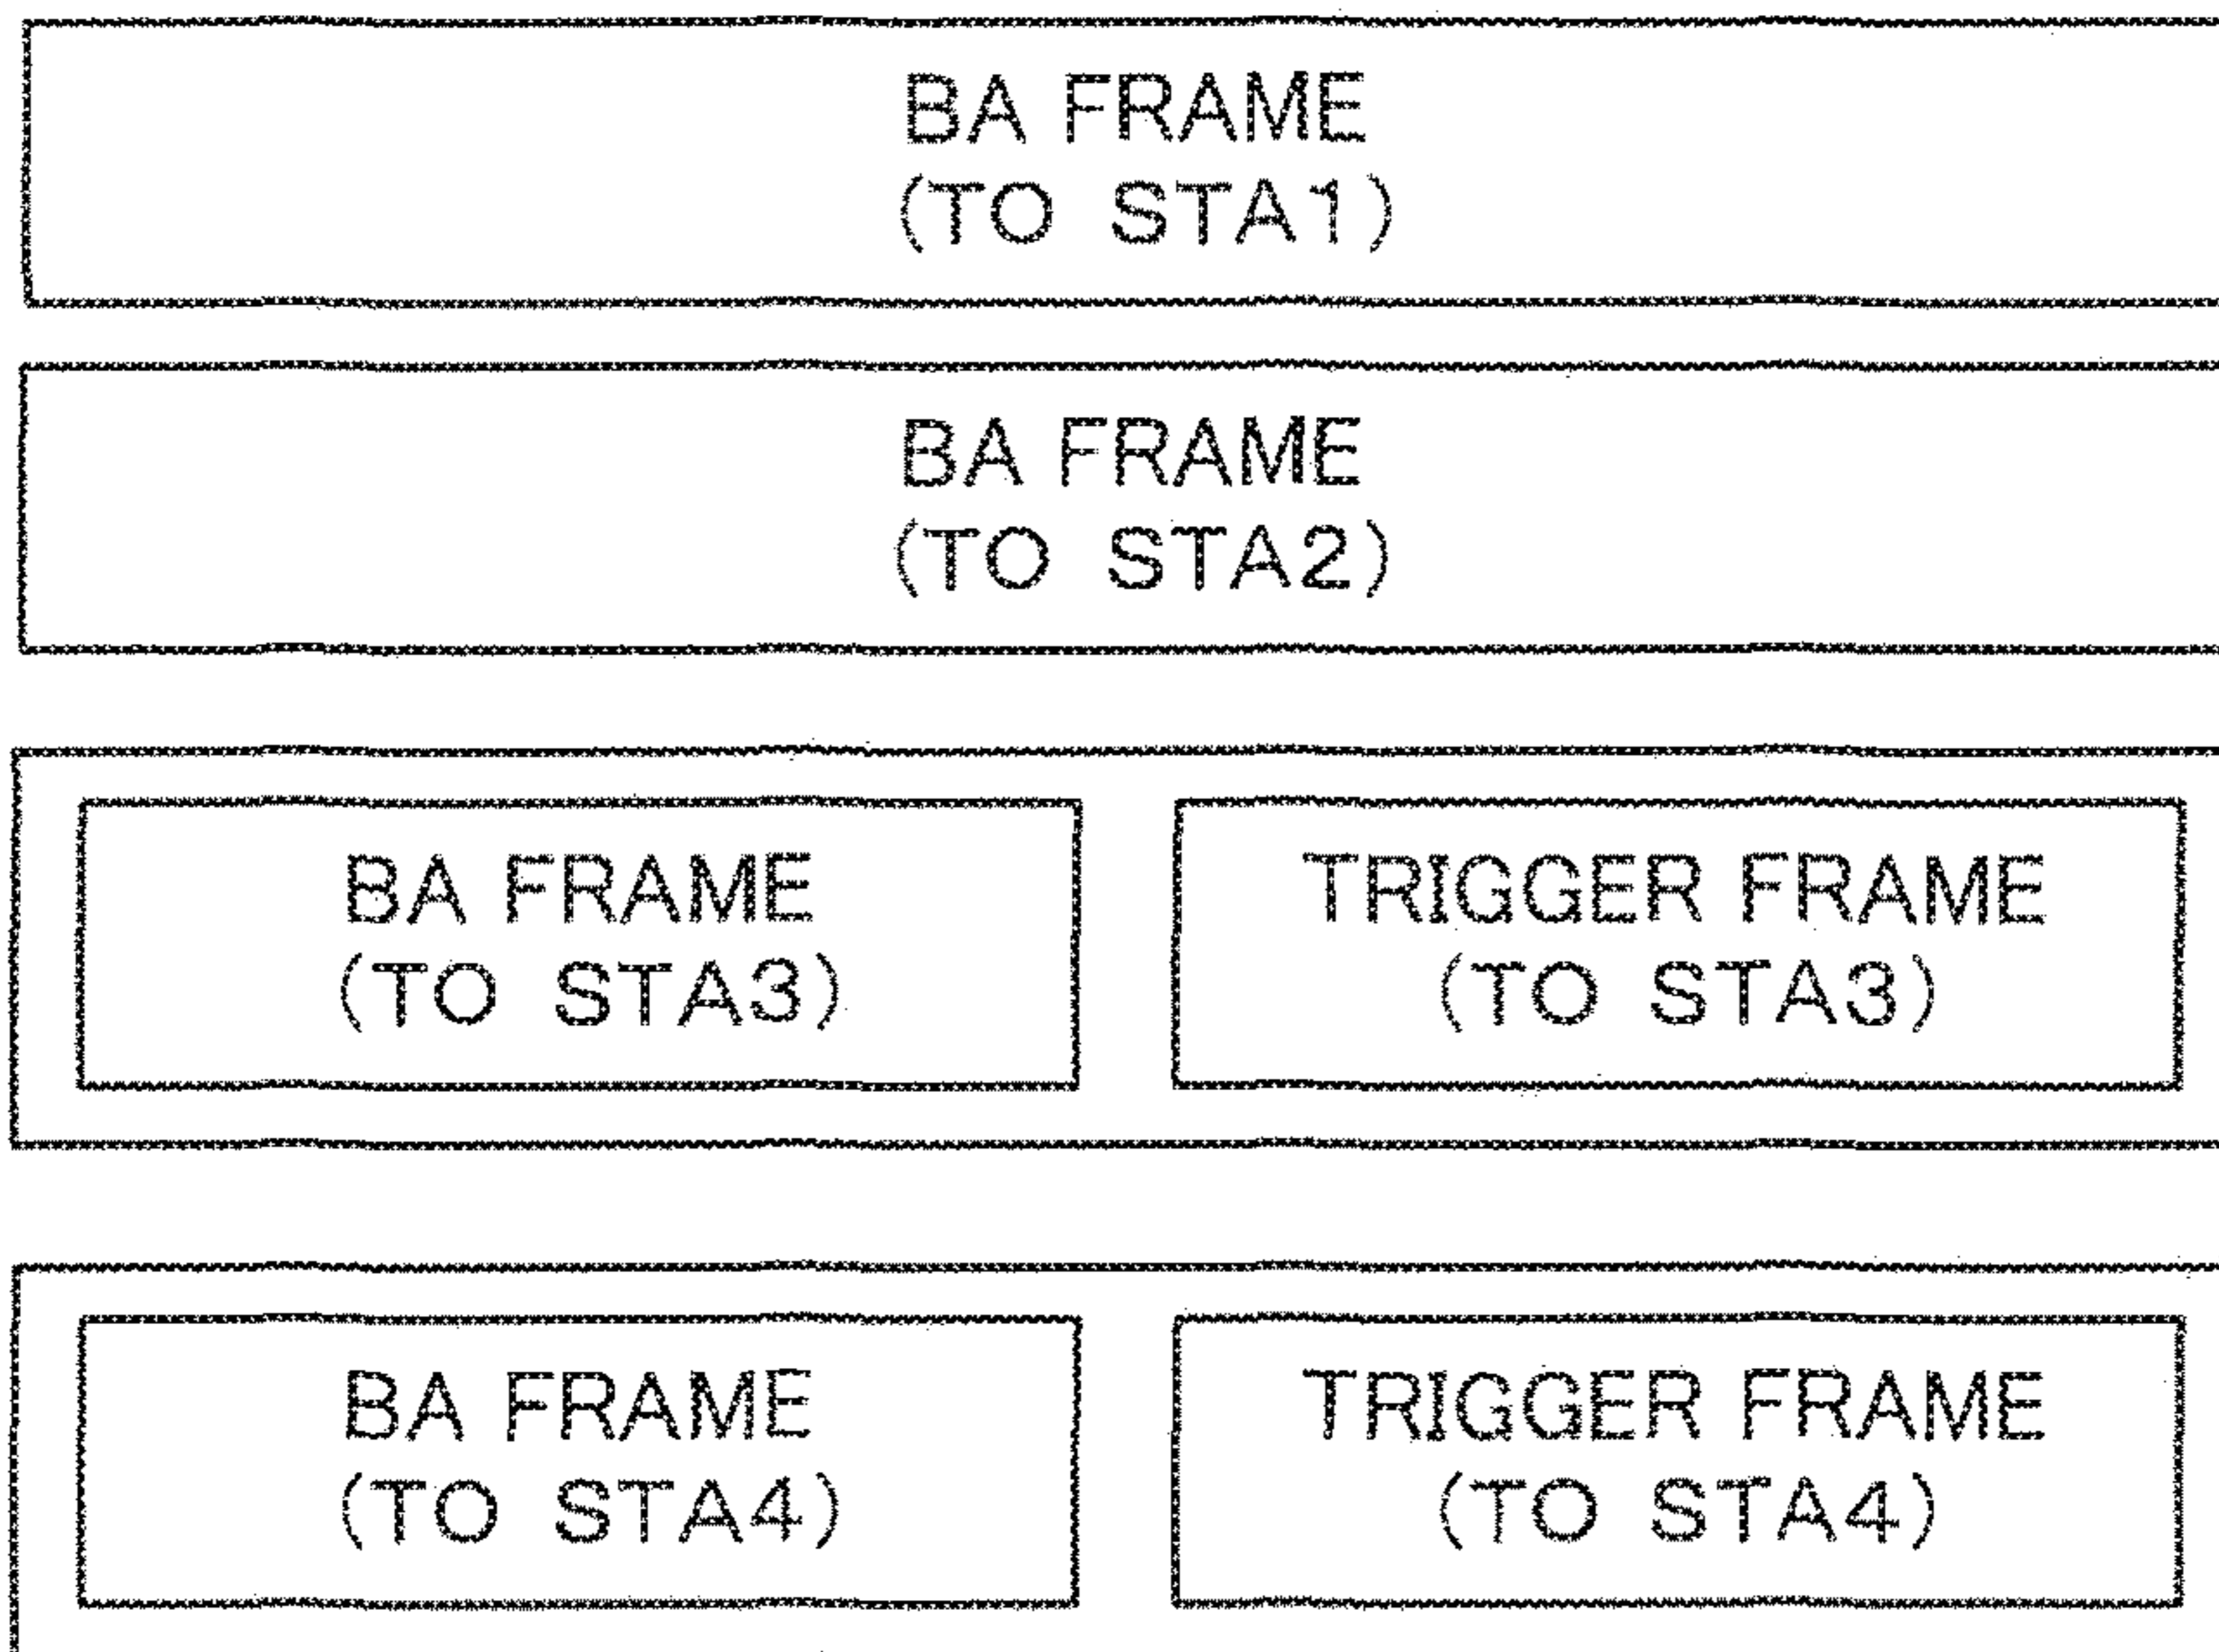 BA FRAME
(TO STA1)
BA FRAME
(TO STA2)
BA FRAME
(TO STA3)
TRIGGER FRAME
(TO STA3)
BA FRAME
(TO STA4)
TRIGGER FRAME
(TO STA4)